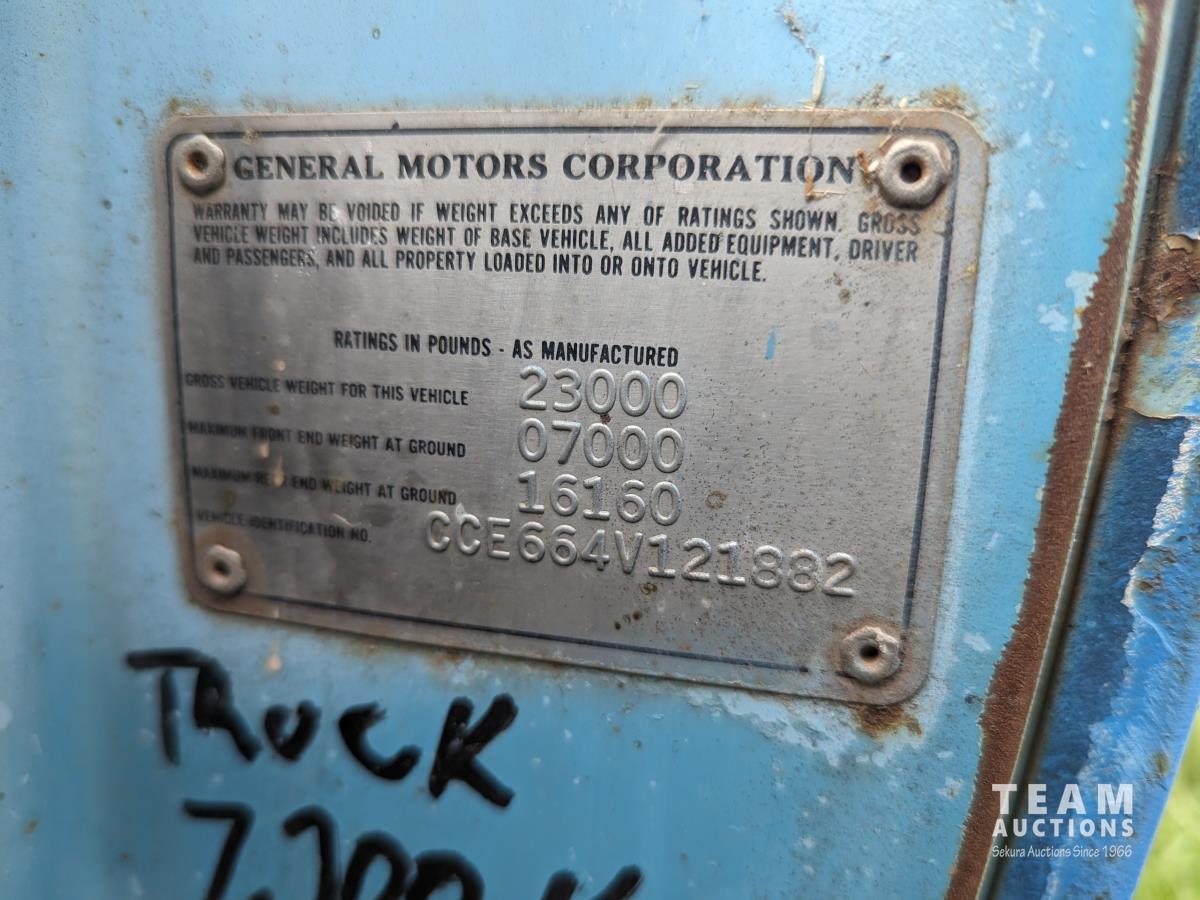 GENERAL MOTORS CORPORATION
WARRANTY MAY BE VOIDED IF WEIGHT EXCEEDS ANY OF RATINGS SHOWN. GROSS
VEHICLE WEIGHT INCLUDES WEIGHT OF BASE VEHICLE, ALL ADDED EQUIPMENT, DRIVER
AND PASSENGERS, AND ALL PROPERTY LOADED INTO OR ONTO VEHICLE.
RATINGS IN POUNDS - AS MANUFACTURED
GROSS VEHICLE WEIGHT FOR THIS VEHICLE 23000
MAXIMUM FRONT END WEIGHT AT GROUND 07000
MAXIMUM REAR END WEIGHT AT GROUND 16160
VEHICLE IDENTIFICATION NO. CCE664V121882
TRUCK
TEAM
AUCTIONS
Sekura Auctions Since 1966